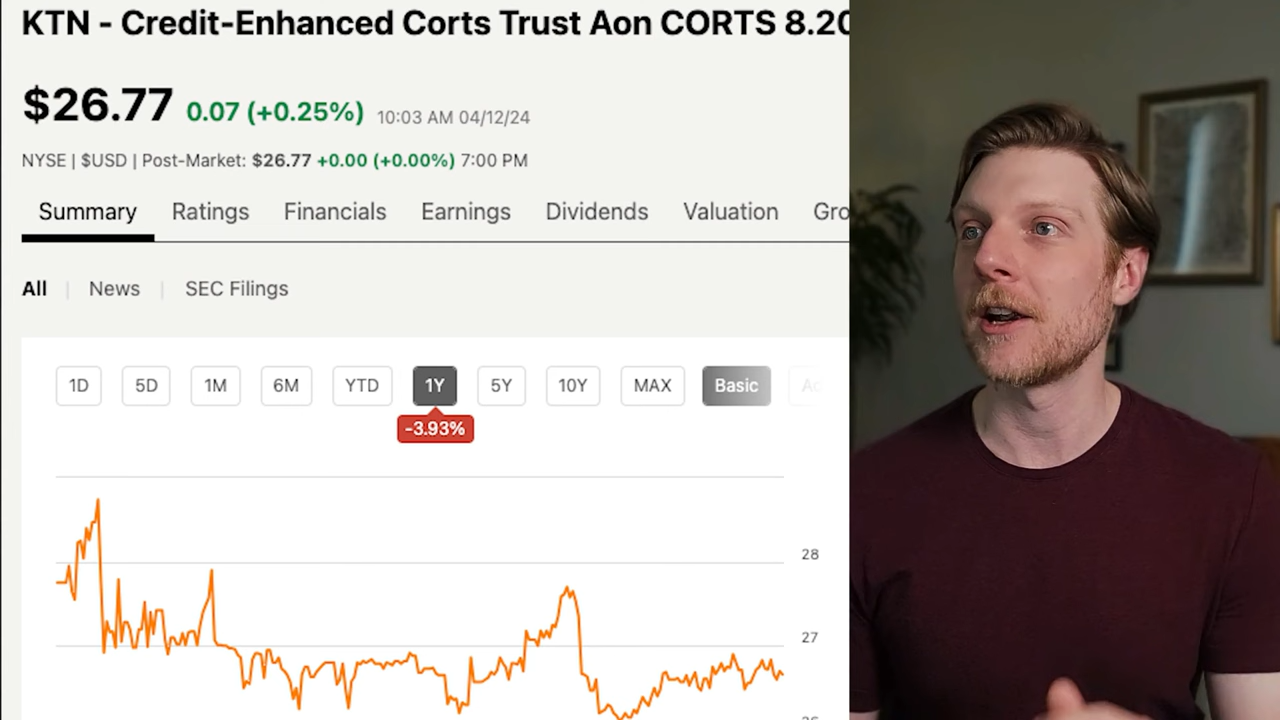 KTN - Credit-Enhanced Corts Trust Aon CORTS 8.20
$26.77 0.07 (+0.25%) 10:03 AM 04/12/24
NYSE | $USD | Post-Market: $26.77 +0.00 (+0.00%) 7:00 PM
Summary Ratings Financials Earnings Dividends Valuation Gro
All | News | SEC Filings
1D 5D 1M 6M YTD 1Y 5Y 10Y MAX Basic
-3.93%
28
27